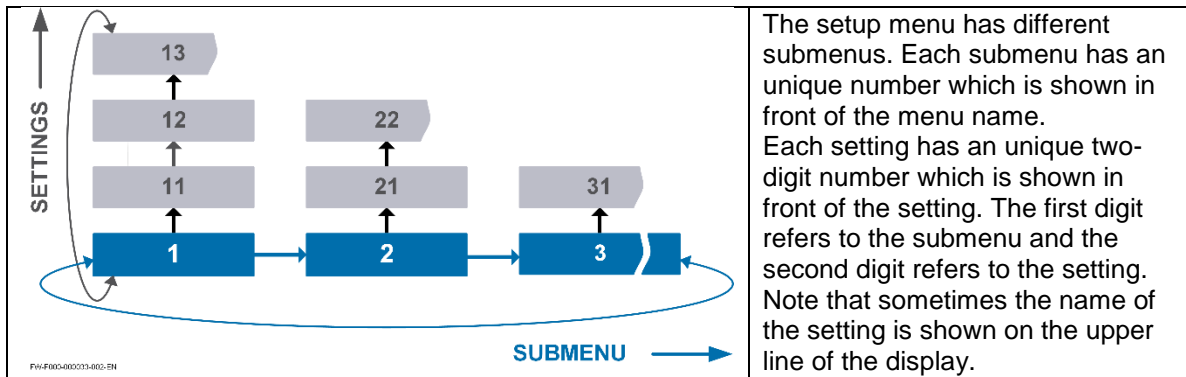 SETTINGS
13
12
22
11
21
31
1
2
3
SUBMENU
FW-F000-000033-002-EN
The setup menu has different
submenus. Each submenu has an
unique number which is shown in
front of the menu name.
Each setting has an unique two-
digit number which is shown in
front of the setting. The first digit
refers to the submenu and the
second digit refers to the setting.
Note that sometimes the name of
the setting is shown on the upper
line of the display.